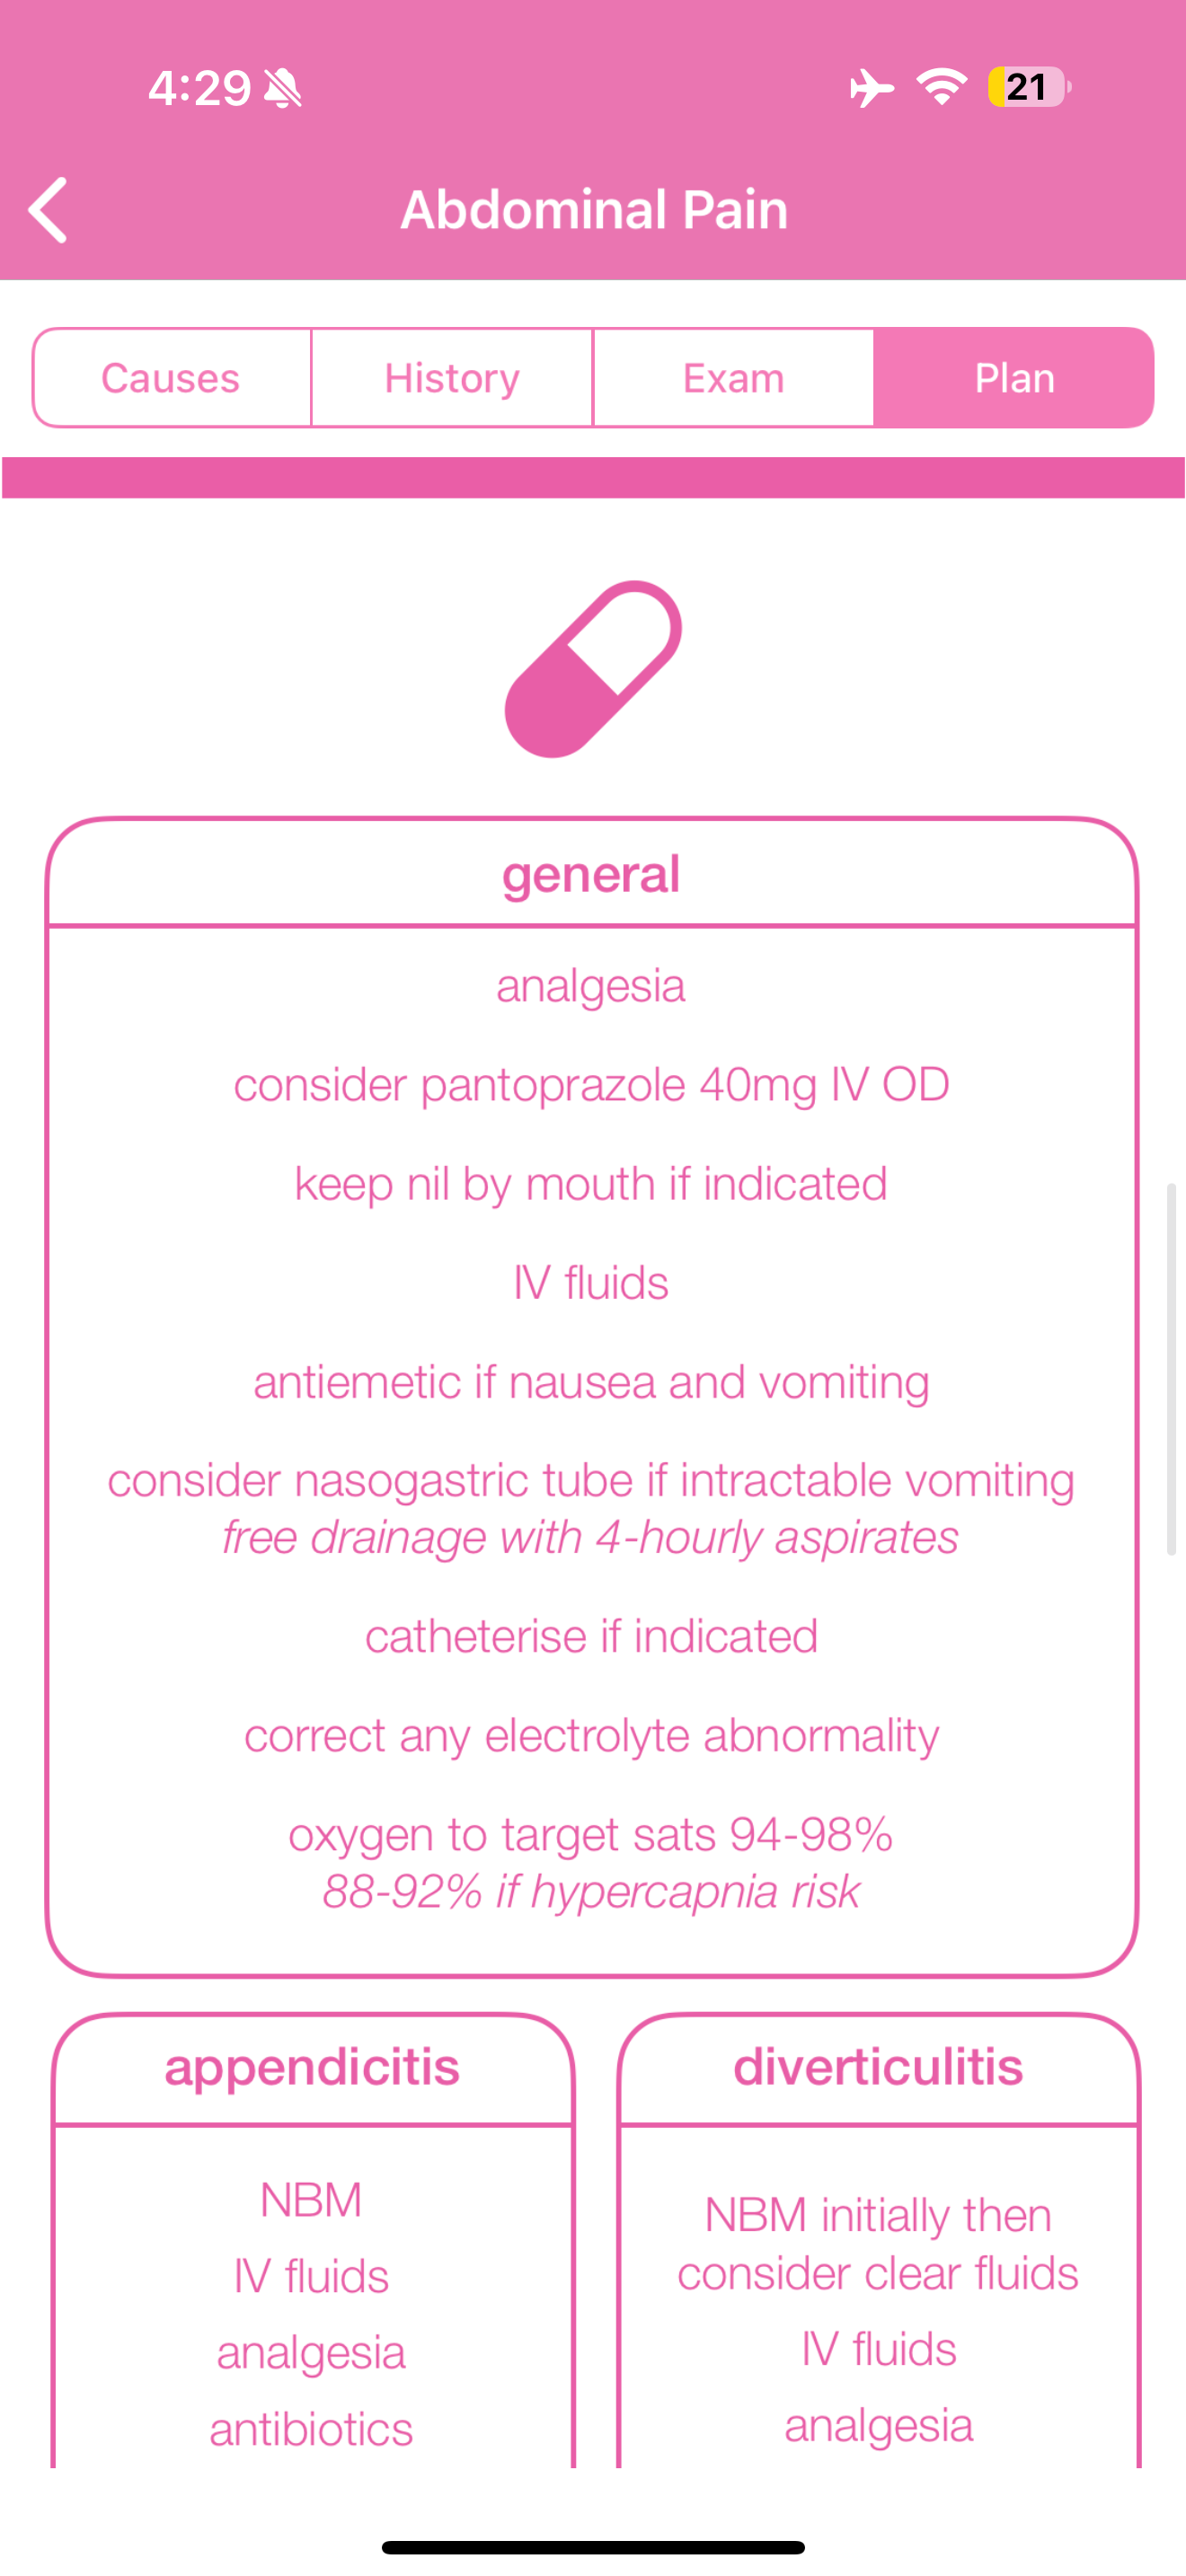 4:29
21
Abdominal Pain
Causes
History
Exam
Plan
general
analgesia
consider pantoprazole 40mg IV OD
keep nil by mouth if indicated
IV fluids
antiemetic if nausea and vomiting
consider nasogastric tube if intractable vomiting
free drainage with 4-hourly aspirates
catheterise if indicated
correct any electrolyte abnormality
oxygen to target sats 94-98%
88-92% if hypercapnia risk
appendicitis
NBM
IV fluids
analgesia
antibiotics
diverticulitis
NBM initially then
consider clear fluids
IV fluids
analgesia